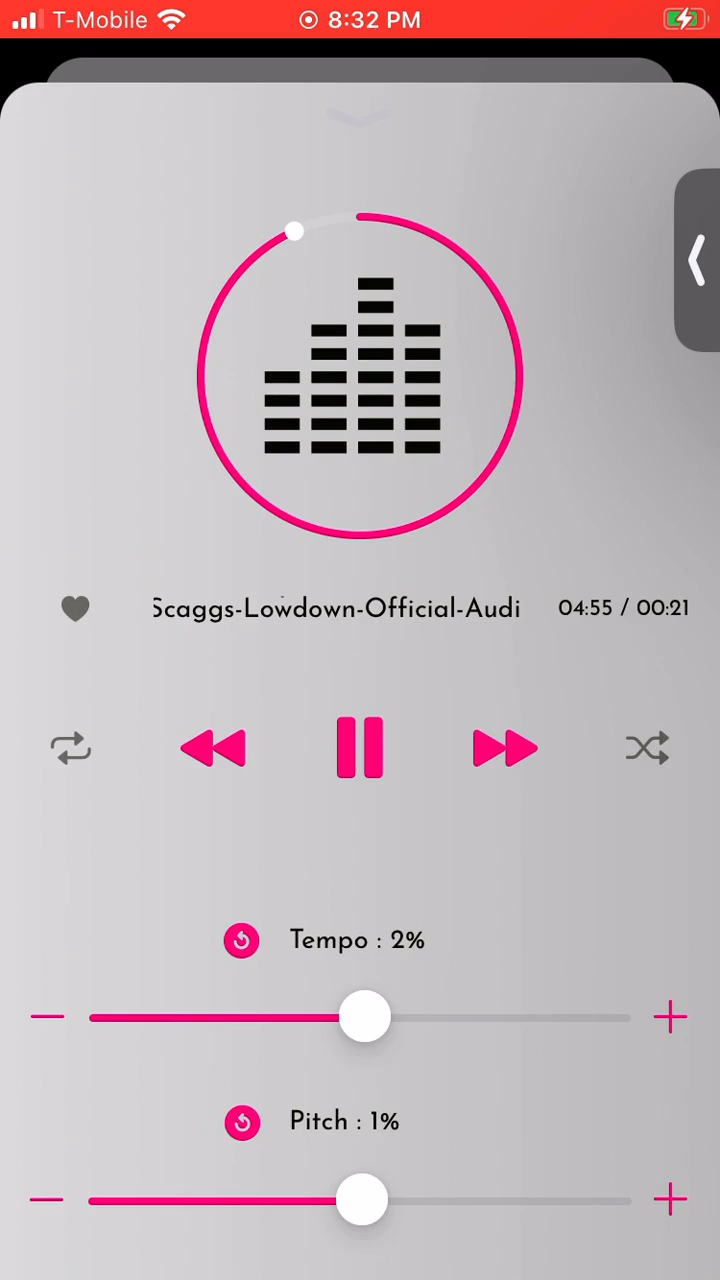 T-Mobile 8:32 PM
Scaggs-Lowdown-Official-Audi 04:55 / 00:21
Tempo : 2%
Pitch : 1%